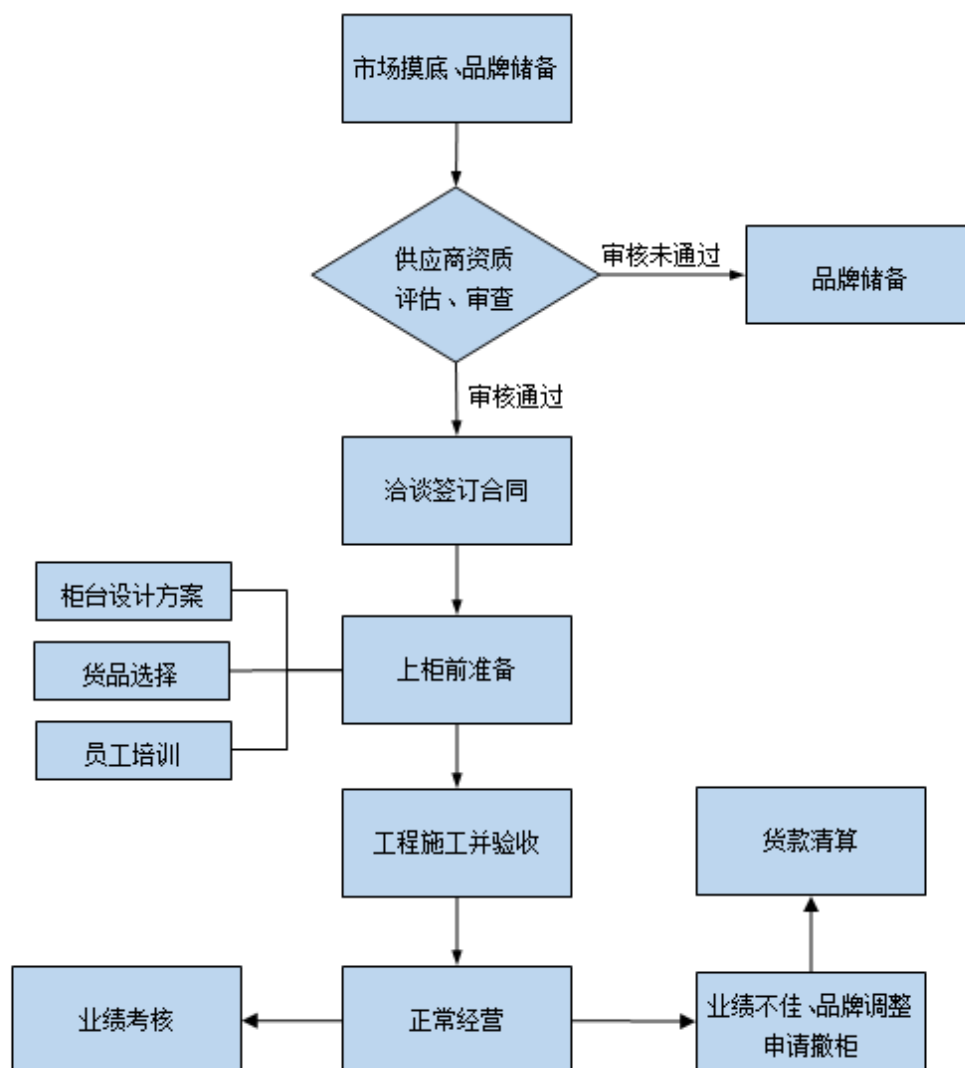 市场摸底、品牌储备
供应商资质
评估、审查
审核未通过
品牌储备
审核通过
洽谈签订合同
柜台设计方案
货品选择
员工培训
上柜前准备
工程施工并验收
货款清算
业绩考核
正常经营
业绩不佳、品牌调整
申请撤柜